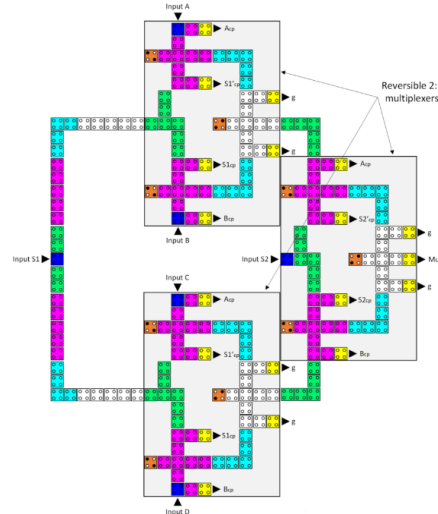 Input A
Acp
S1'cp
g
Reversible 2:
multiplexers
g
S1cp
Acp
Bcp
S2'cp
Input B
g
Input S1
Input S2
Mu
Input C
g
Acp
S2cp
S1'cp
Bcp
g
g
S1cp
Bcp
Input D